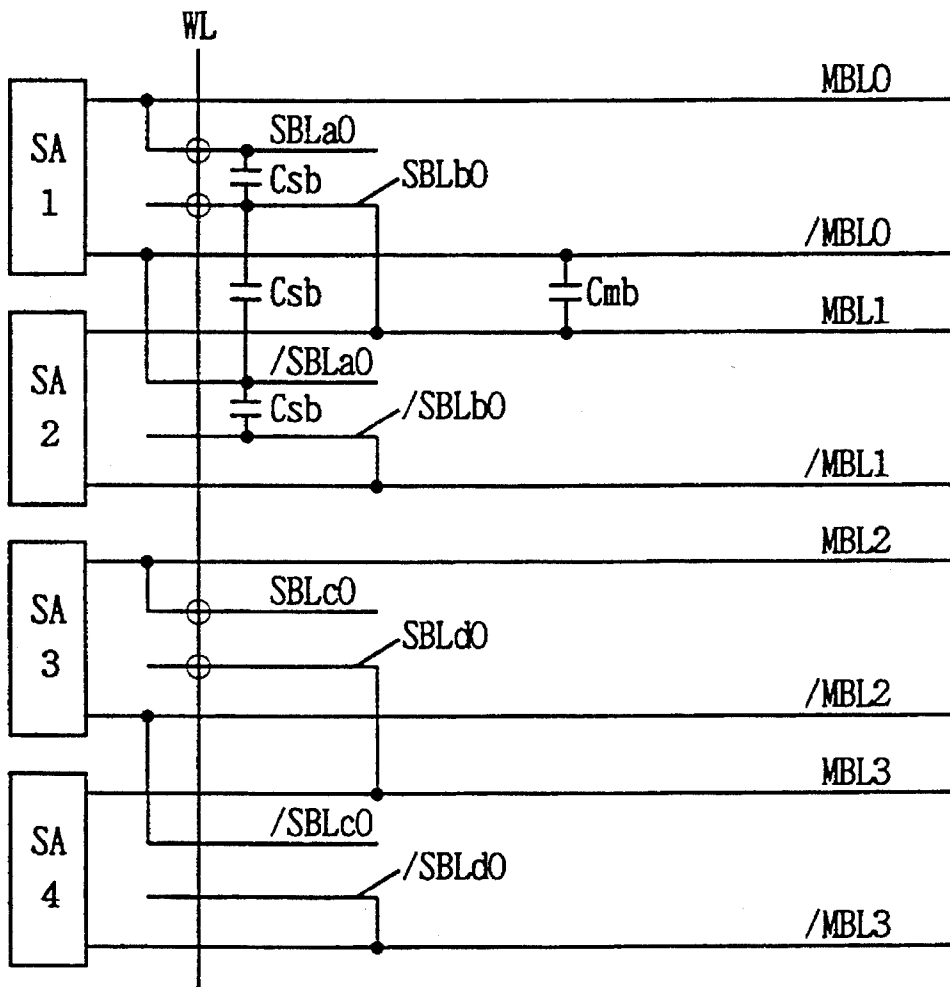 WL
MBL0
SA
1
SBLa0
Csb
SBLb0
/MBL0
Csb
Cmb
MBL1
SA
2
/SBLa0
Csb
/SBLb0
/MBL1
MBL2
SA
3
SBLc0
SBLd0
/MBL2
MBL3
SA
4
/SBLc0
/SBLd0
/MBL3